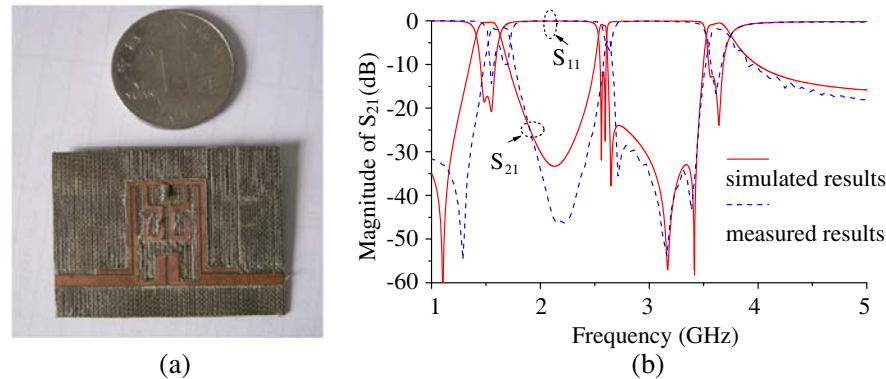 0
-10
-20
-30
-40
-50
-60
Magnitude of S21(dB)
S11
S21
simulated results
measured results
1
2
3
4
5
Frequency (GHz)
(a)
(b)